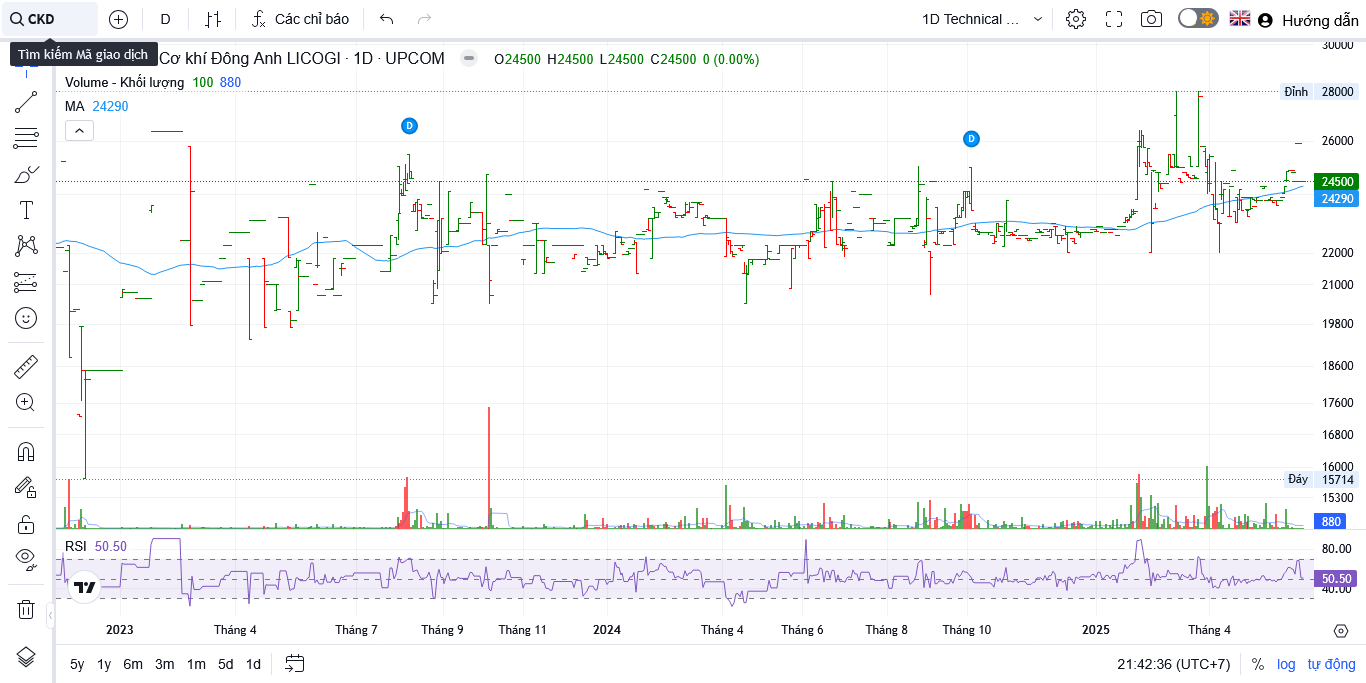 CKD
D
Các chỉ báo
1D Technical ...
Hướng dẫn
Tìm kiếm Mã giao dịch
Cơ khí Đông Anh LICOGI · 1D · UPCOM
O24500 H24500 L24500 C24500 0 (0.00%)
Volume - Khối lượng 100 880
MA 24290
D
D
30000
Đỉnh 28000
26000
24500
24290
22000
21000
19800
18600
17600
16800
16000
Đáy 15714
15300
880
RSI 50.50
80.00
50.50
40.00
2023 Tháng 4 Tháng 7 Tháng 9 Tháng 11 2024 Tháng 4 Tháng 6 Tháng 8 Tháng 10 2025 Tháng 4
5y 1y 6m 3m 1m 5d 1d
21:42:36 (UTC+7) % log tự động